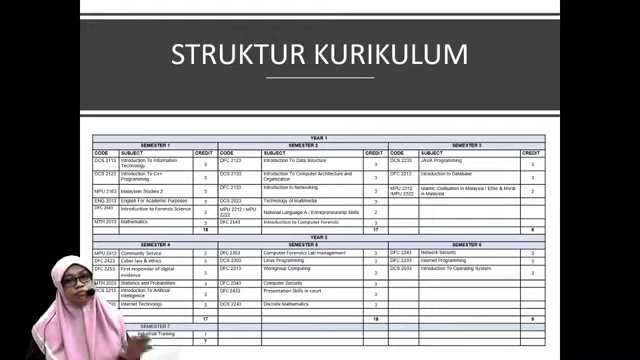 STRUKTUR KURIKULUM
YEAR 1
SEMESTER 1 SEMESTER 2 SEMESTER 3
CODE SUBJECT CREDIT CODE SUBJECT CREDIT CODE SUBJECT CREDIT
DCS 2113 Introduction To Information Technology 3 DFC 2123 Introduction To Data Structure 3 DCS 2233 JAVA Programming 3
DCS 2123 Introduction To C++ Programming 3 DCS 2133 Introduction To Computer Architecture and Organization 3 DFC 2213 Introduction to Database 3
MPU 2163 Malaysian Studies 2 3 DFC 2133 Introduction to Networking 3 MPU 2312 /MPU 2322 Islamic Civilisation in Malaysia / Ethic & Moral in Malaysia 2
ENG 2013 English For Academic Purposes 3 DCS 2023 Technology of Multimedia 3
DFC 2043 Introduction to Forensic Science 3 MPU 2212 /MPU 2222 National Language A / Entrepreneurship Skills 2
MTH 2013 Mathematics 3 DFC 2143 Introduction to Computer Forensic 3
18 17 8
YEAR 2
SEMESTER 4 SEMESTER 5 SEMESTER 6
MPU 2412 Community Service 2 DFC 2353 Computer Forensics Lab management 3 DFC 2243 Network Security 3
DFC 2423 Cyber law & ethics 3 DCS 2303 Linux Programming 3 DFC 2233 Internet Programming 3
DFC 2253 First responder of digital evidence 3 DFC 2313 Workgroup Computing 3 DCS 2003 Introduction To Operating System 3
MTH 2033 Statistics and Probabilities 3 DFC 2343 Computer Security 3
DCS 2313 Introduction To Artificial Intelligence 3 DFC 2433 Presentation Skills in court 3
Internet Technology 3 DCS 2243 Discrete Mathematics 3
17 18 9
SEMESTER 7
Industrial Training 7
7